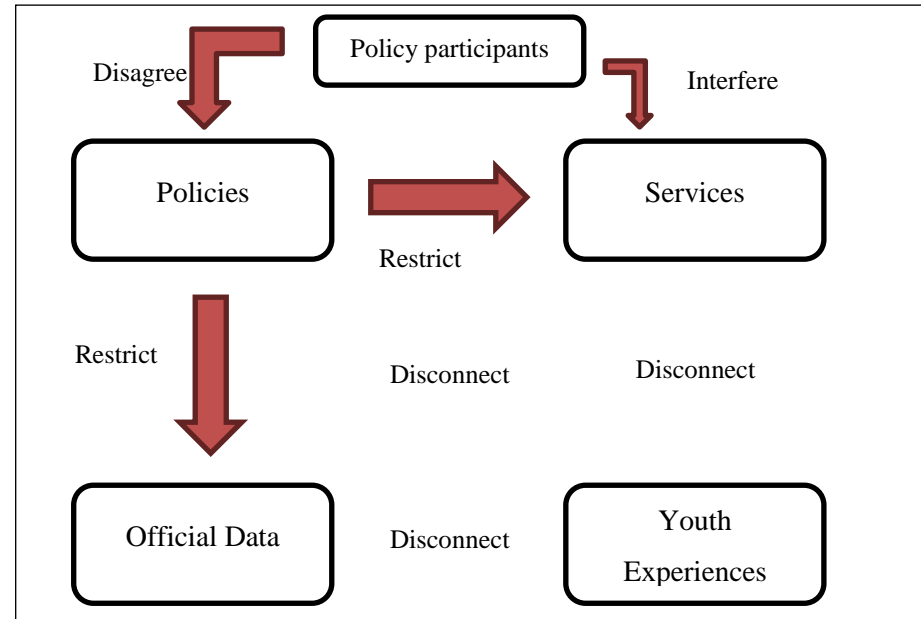 Policy participants
Disagree
Interfere
Policies
Services
Restrict
Restrict
Disconnect
Disconnect
Official Data
Disconnect
Youth
Experiences